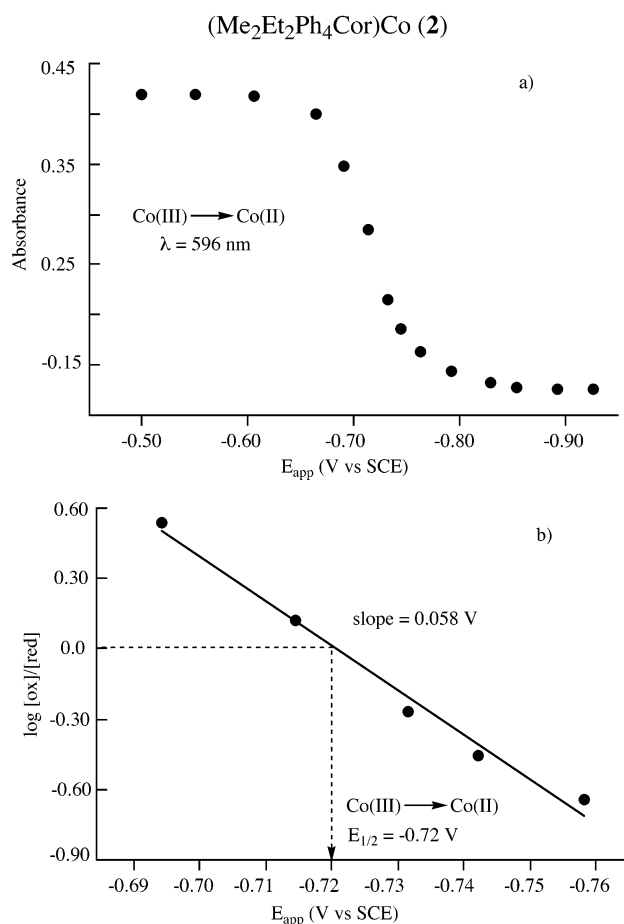 (Me₂Et₂Ph₄Cor)Co (2)
a)
0.45
0.35
0.25
-0.15
Absorbance
Co(III) → Co(II)
λ = 596 nm
-0.50 -0.60 -0.70 -0.80 -0.90
E_app (V vs SCE)
b)
0.60
0.30
0.0
-0.30
-0.60
-0.90
log [ox]/[red]
slope = 0.058 V
Co(III) → Co(II)
E_1/2 = -0.72 V
-0.69 -0.70 -0.71 -0.72 -0.73 -0.74 -0.75 -0.76
E_app (V vs SCE)